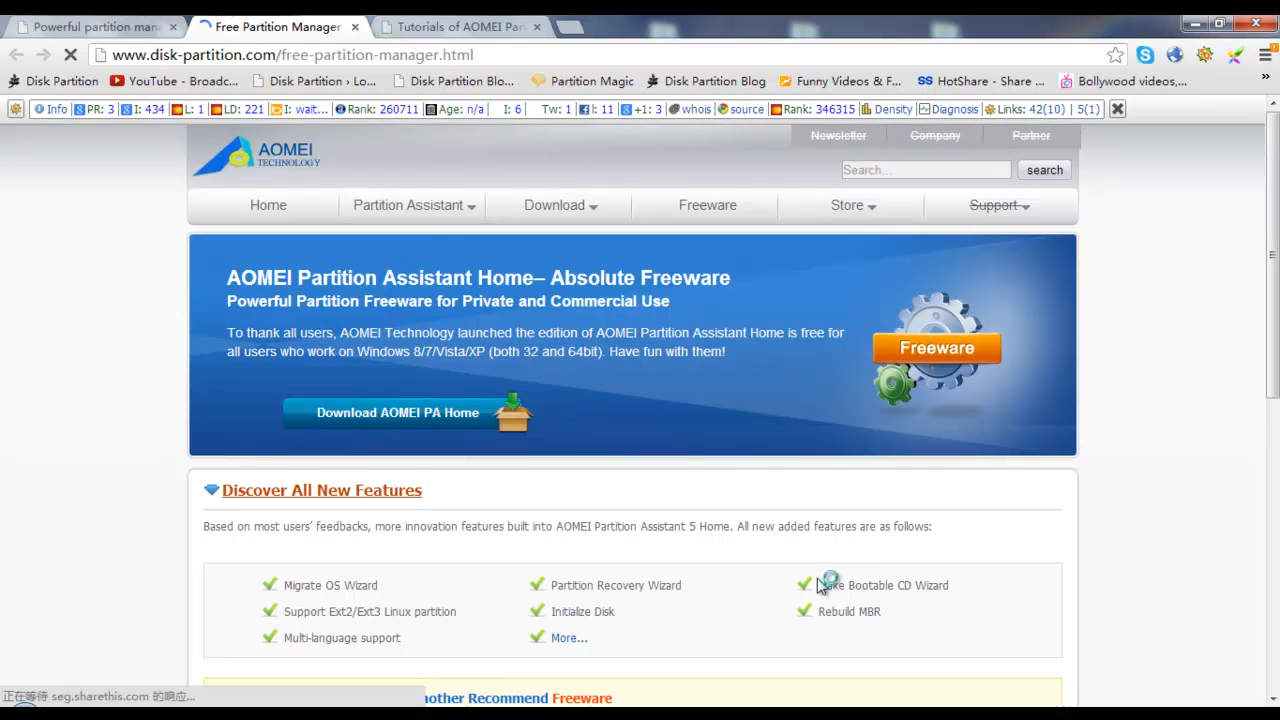 Powerful partition man
Free Partition Manager
Tutorials of AOMEI Par
www.disk-partition.com/free-partition-manager.html
Disk Partition
YouTube - Broadc...
Disk Partition › Lo...
Disk Partition Blo...
Partition Magic
Disk Partition Blog
Funny Videos & F...
SS HotShare - Share ...
Bollywood videos,...
Info PR: 3 I: 434 L: 1 LD: 221 I: wait... Rank: 260711 Age: n/a I: 6 Tw: 1 I: 11 +1: 3 whois source Rank: 346315 Density Diagnosis Links: 42(10) | 5(1)
AOMEI
TECHNOLOGY
Newsletter
Company
Partner
Search...
search
Home
Partition Assistant
Download
Freeware
Store
Support
AOMEI Partition Assistant Home– Absolute Freeware
Powerful Partition Freeware for Private and Commercial Use
To thank all users, AOMEI Technology launched the edition of AOMEI Partition Assistant Home is free for
all users who work on Windows 8/7/Vista/XP (both 32 and 64bit). Have fun with them!
Freeware
Download AOMEI PA Home
Discover All New Features
Based on most users’ feedbacks, more innovation features built into AOMEI Partition Assistant 5 Home. All new added features are as follows:
Migrate OS Wizard
Partition Recovery Wizard
Bootable CD Wizard
Support Ext2/Ext3 Linux partition
Initialize Disk
Rebuild MBR
Multi-language support
More...
正在等待 seg.sharethis.com 的响应...
Recommend Freeware